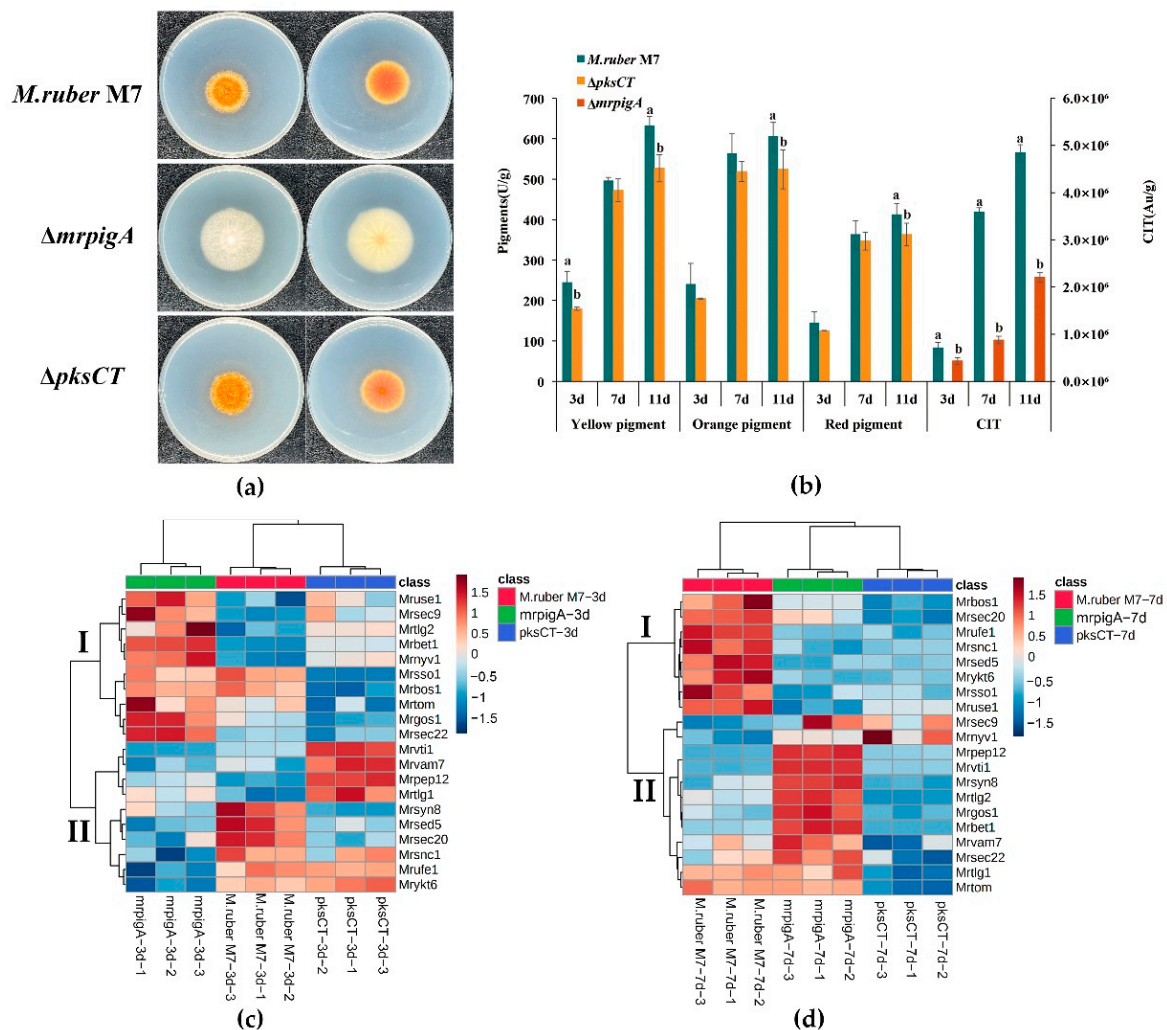 M.ruber M7
ΔmrpigA
ΔpksCT
(a)
M.ruber M7
ΔpksCT
ΔmrpigA
Pigments(U/g)
700
600
500
400
300
200
100
0
a
b
a
b
a
b
a
b
a
b
a
b
a
b
CIT(Au/g)
6.0×10⁶
5.0×10⁶
4.0×10⁶
3.0×10⁶
2.0×10⁶
1.0×10⁶
0.0×10⁶
3d 7d 11d 3d 7d 11d 3d 7d 11d 3d 7d 11d
Yellow pigment Orange pigment Red pigment CIT
(b)
I
II
class
Mruse1
Mrsec9
Mrtlg2
Mrbet1
Mrnyv1
Mrsso1
Mrbos1
Mrtom
Mrgos1
Mrsec22
Mrvti1
Mrvam7
Mrpep12
Mrtlg1
Mrsyn8
Mrsed5
Mrsec20
Mrsnc1
Mrufe1
Mrykt6
mrpigA−3d−1
mrpigA−3d−2
mrpigA−3d−3
M.ruber M7−3d−3
M.ruber M7−3d−1
M.ruber M7−3d−2
pksCT−3d−2
pksCT−3d−1
pksCT−3d−3
class
M.ruber M7−3d
mrpigA−3d
pksCT−3d
1.5
1
0.5
0
−0.5
−1
−1.5
(c)
I
II
class
Mrbos1
Mrsec20
Mrufe1
Mrsnc1
Mrsed5
Mrykt6
Mrsso1
Mruse1
Mrsec9
Mrnyv1
Mrpep12
Mrvti1
Mrsyn8
Mrtlg2
Mrgos1
Mrbet1
Mrvam7
Mrsec22
Mrtlg1
Mrtom
M.ruber M7−7d−3
M.ruber M7−7d−1
M.ruber M7−7d−2
mrpigA−7d−3
mrpigA−7d−1
mrpigA−7d−2
pksCT−7d−3
pksCT−7d−1
pksCT−7d−2
class
M.ruber M7−7d
mrpigA−7d
pksCT−7d
1.5
1
0.5
0
−0.5
−1
−1.5
(d)